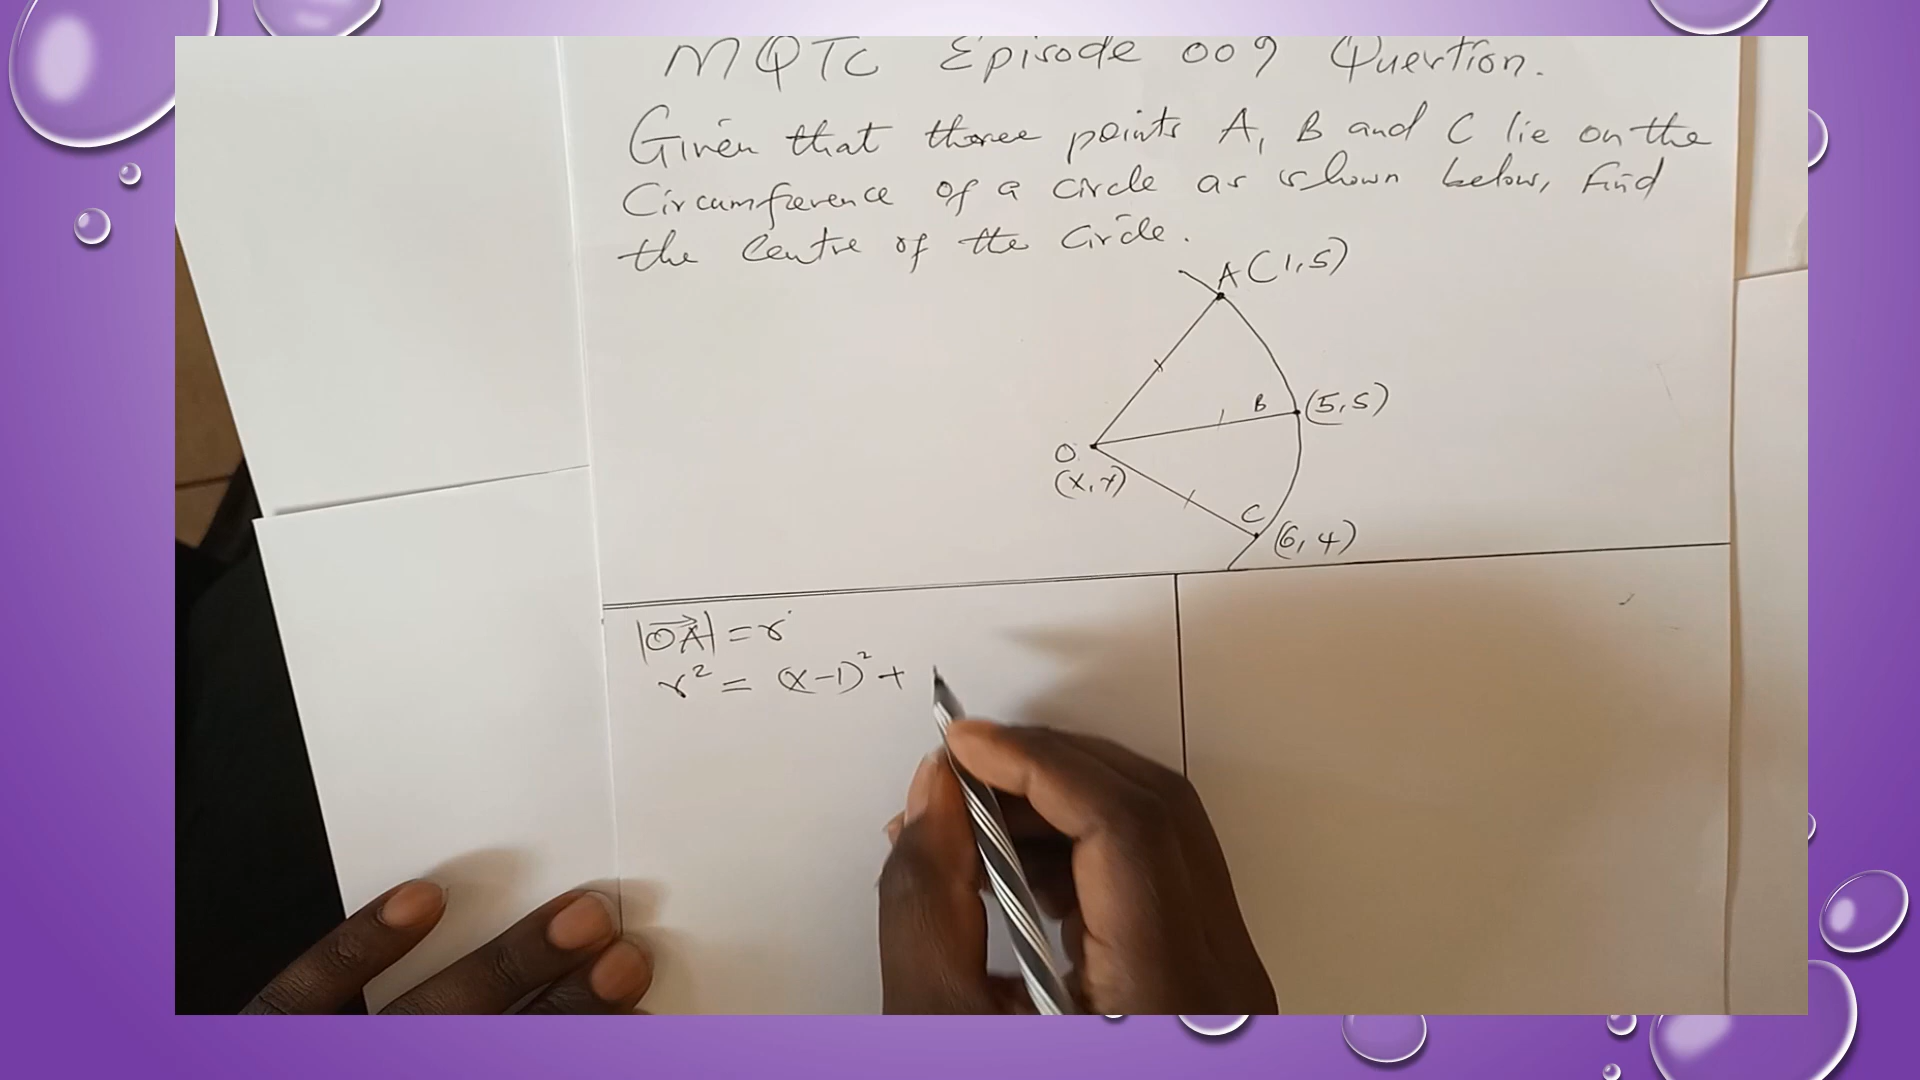 MQTC Episode 009 Question.
Given that three points A, B and C lie on the
Circumference of a circle as shown below, find
the Centre of the Circle.
A (1,5)
B (5,5)
O
(x,y)
C (6,4)
|OA| = r
r² = (x-1)² +